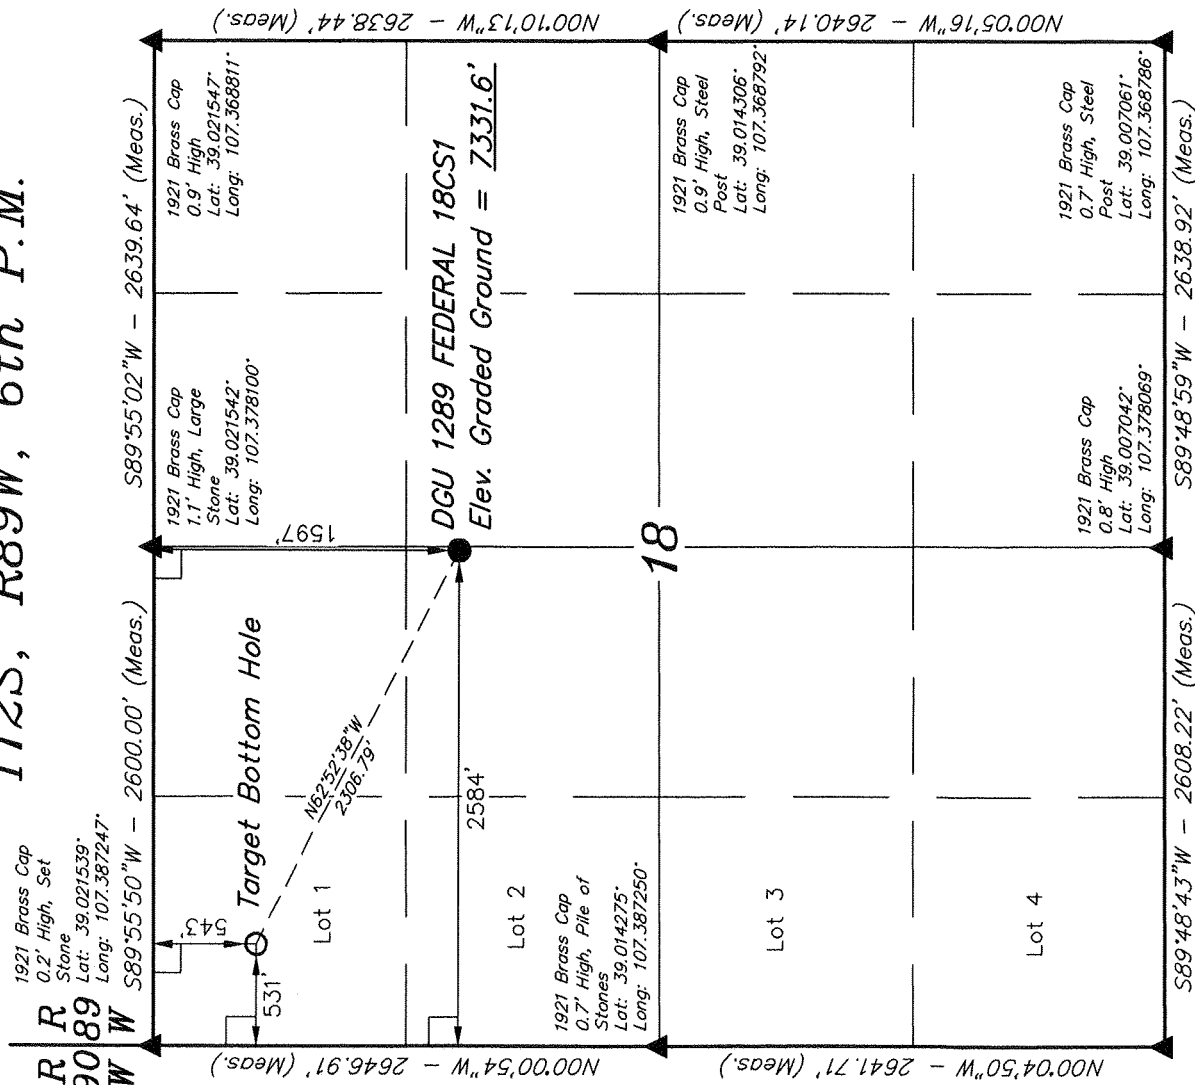 T12S, R89W, 6th P.M.
R R
90 89
W W
1921 Brass Cap
0.2' High, Set
Stone
Lat: 39.021539°
Long: 107.387247°
S89°55'50"W - 2600.00' (Meas.)
S89°55'02"W - 2639.64' (Meas.)
1921 Brass Cap
1.1' High, Large
Stone
Lat: 39.021542°
Long: 107.378100°
1921 Brass Cap
0.9' High
Lat: 39.021547°
Long: 107.368811°
N00°10'13"W - 2638.44' (Meas.)
543'
531'
Target Bottom Hole
N62°52'38"W
2306.79'
1597'
Lot 1
DGU 1289 FEDERAL 18CS1
Elev. Graded Ground = 7331.6'
2584'
Lot 2
N00°00'54"W - 2646.91' (Meas.)
1921 Brass Cap
0.7' High, Pile of
Stones
Lat: 39.014275°
Long: 107.387250°
18
1921 Brass Cap
0.9' High, Steel
Post
Lat: 39.014306°
Long: 107.368792°
N00°05'16"W - 2640.14' (Meas.)
Lot 3
Lot 4
N00°04'50"W - 2641.71' (Meas.)
1921 Brass Cap
0.8' High
Lat: 39.007042°
Long: 107.378069°
1921 Brass Cap
0.7' High, Steel
Post
Lat: 39.007061°
Long: 107.368786°
S89°48'43"W - 2608.22' (Meas.)
S89°48'59"W - 2638.92' (Meas.)